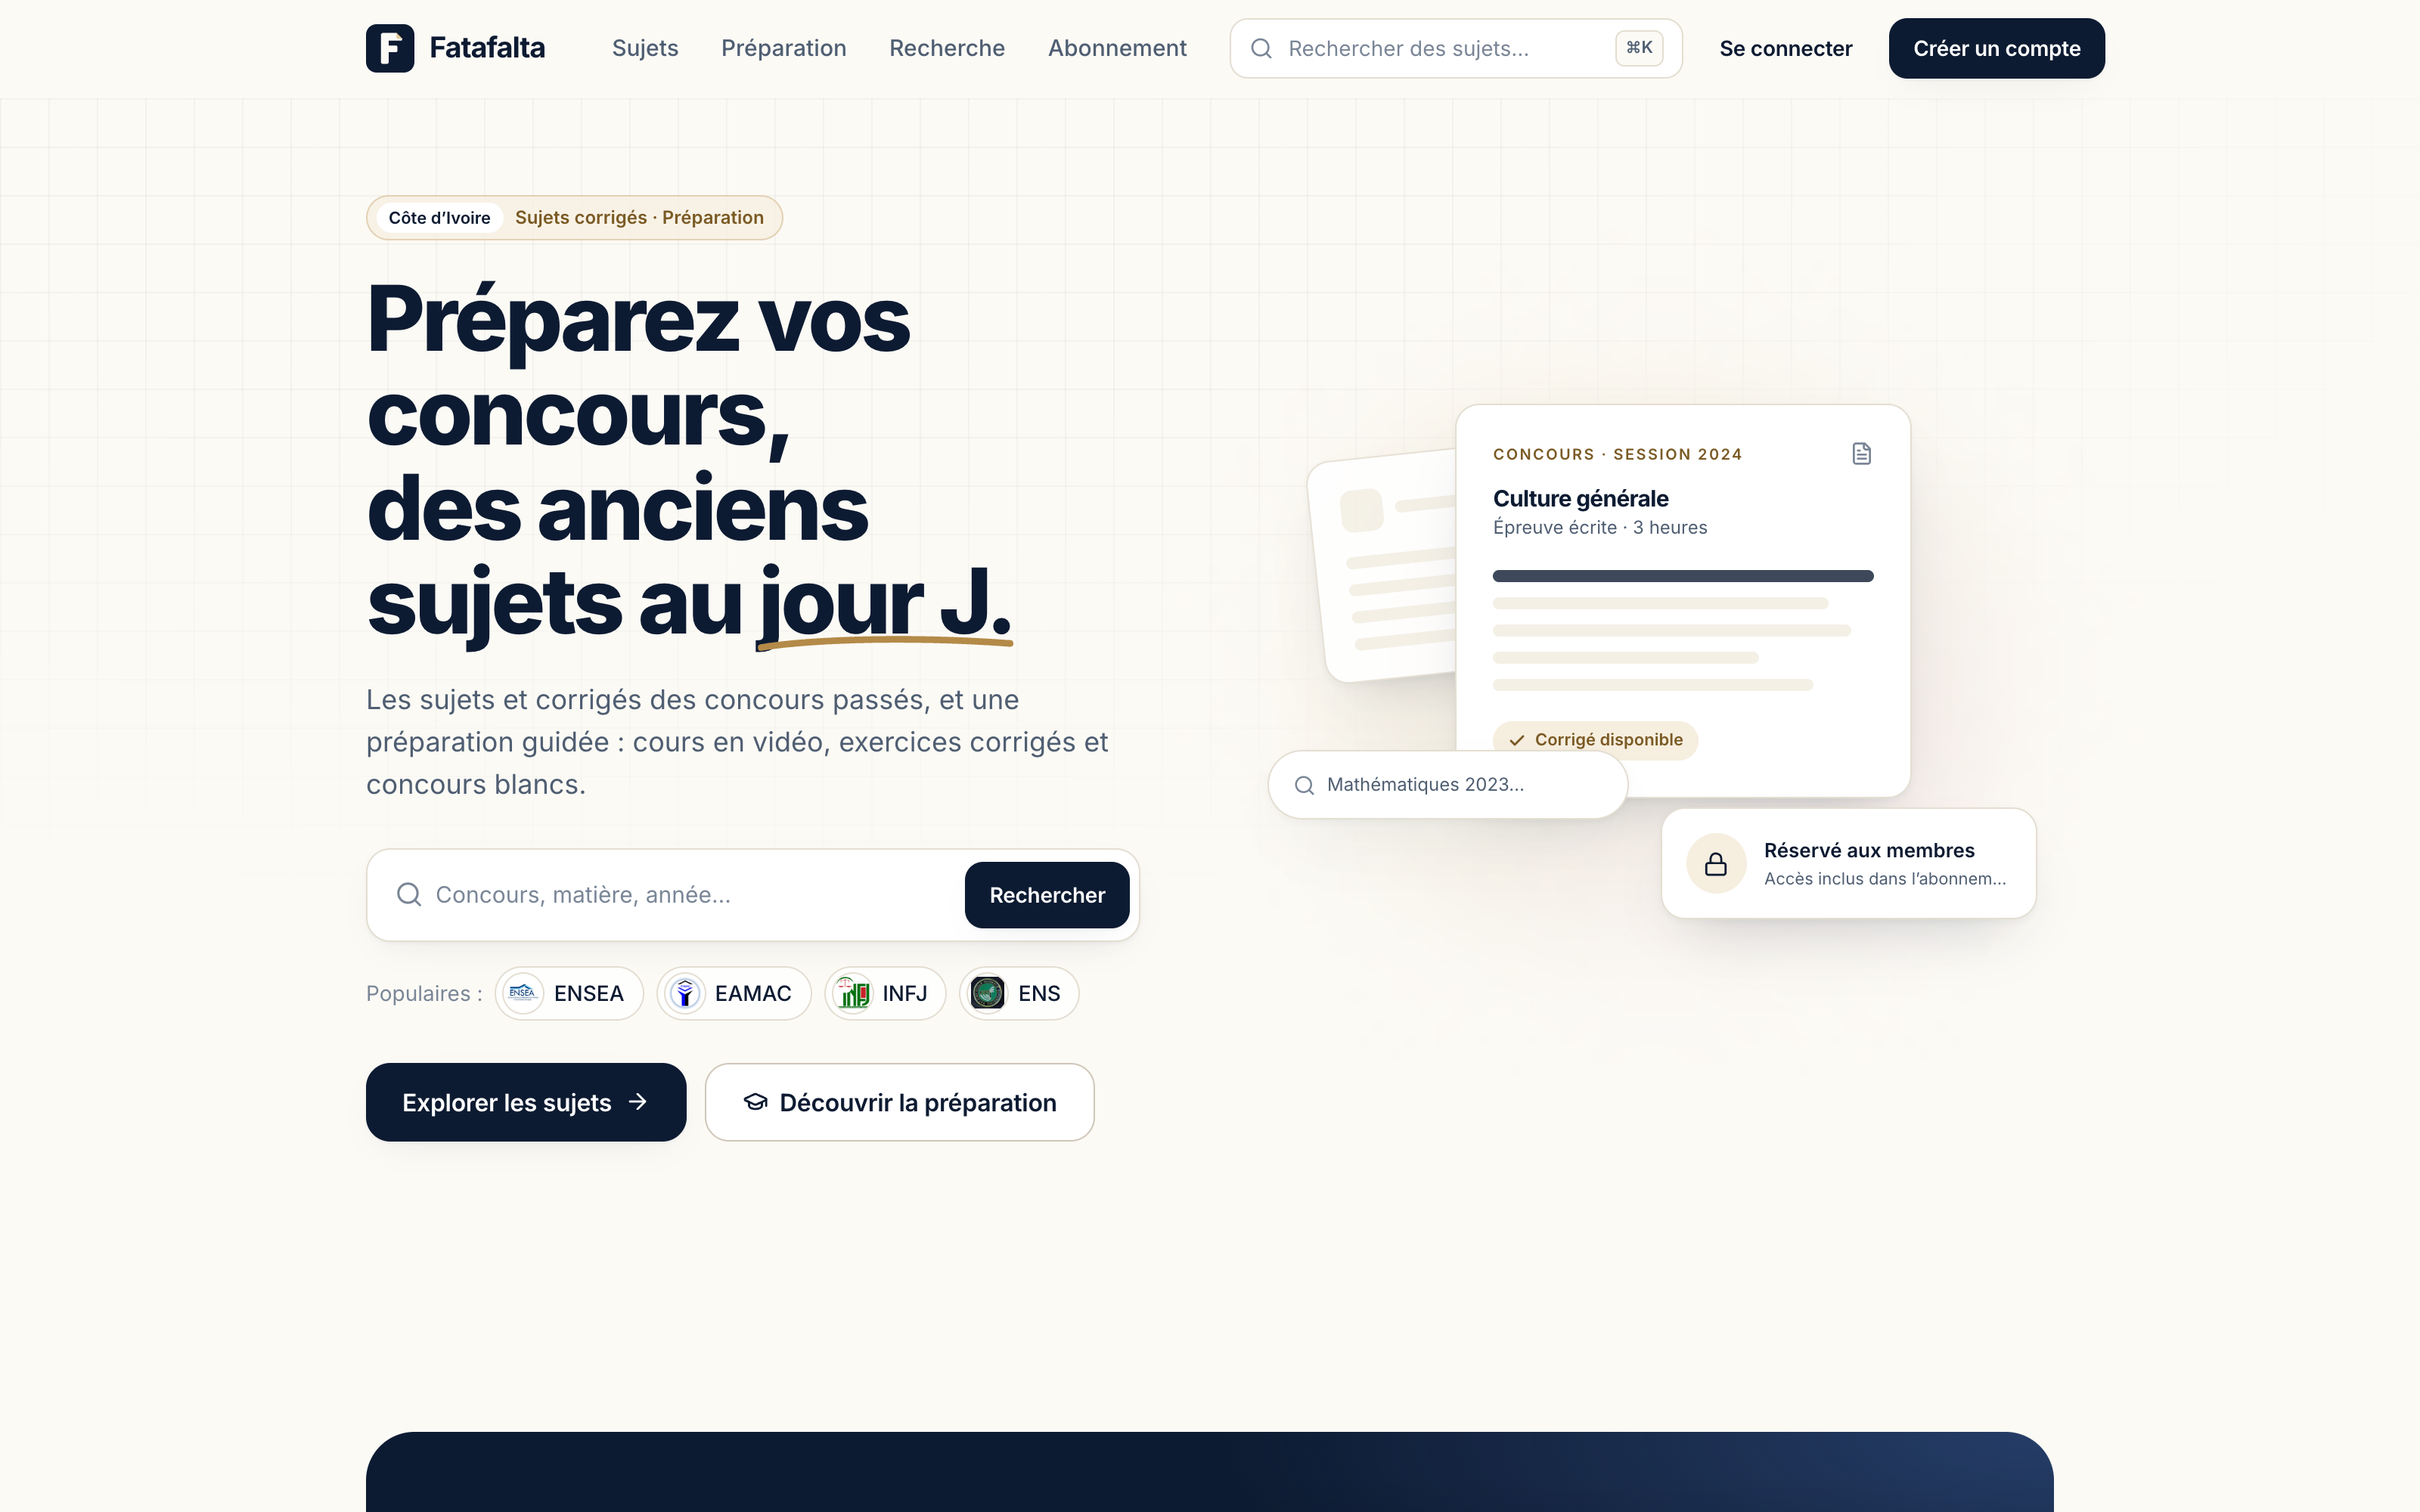 Fatafalta
Sujets
Préparation
Recherche
Abonnement
Rechercher des sujets...
⌘K
Se connecter
Créer un compte
Côte d’Ivoire
Sujets corrigés · Préparation
Préparez vos
concours,
des anciens
sujets au jour J.
Les sujets et corrigés des concours passés, et une
préparation guidée : cours en vidéo, exercices corrigés et
concours blancs.
Concours, matière, année...
Rechercher
Populaires :
ENSEA
EAMAC
INFJ
ENS
Explorer les sujets
Découvrir la préparation
CONCOURS · SESSION 2024
Culture générale
Épreuve écrite · 3 heures
Corrigé disponible
Mathématiques 2023...
Réservé aux membres
Accès inclus dans l’abonnem...